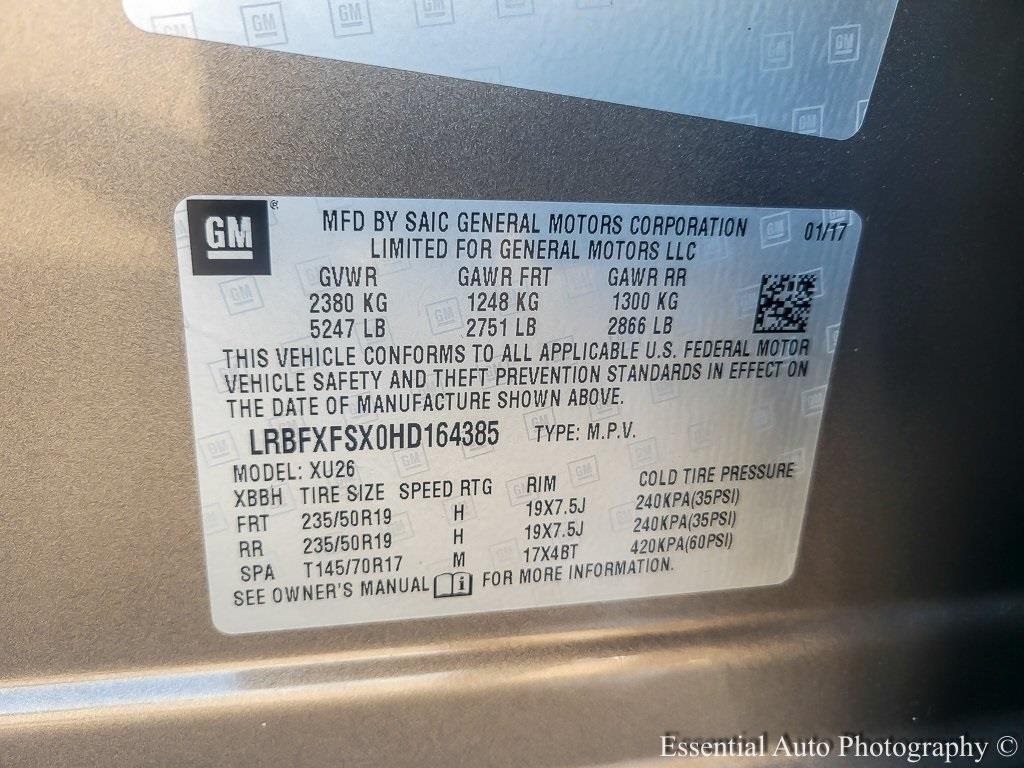 GM
GM
GM
GM
GM
GM® MFD BY SAIC GENERAL MOTORS CORPORATION 01/17
LIMITED FOR GENERAL MOTORS LLC
GVWR GAWR FRT GAWR RR
2380 KG 1248 KG 1300 KG
5247 LB 2751 LB 2866 LB
THIS VEHICLE CONFORMS TO ALL APPLICABLE U.S. FEDERAL MOTOR
VEHICLE SAFETY AND THEFT PREVENTION STANDARDS IN EFFECT ON
THE DATE OF MANUFACTURE SHOWN ABOVE.
LRBFXFSX0HD164385 TYPE: M.P.V.
MODEL: XU26
XBBH TIRE SIZE SPEED RTG RIM COLD TIRE PRESSURE
FRT 235/50R19 H 19X7.5J 240KPA(35PSI)
RR 235/50R19 H 19X7.5J 240KPA(35PSI)
SPA T145/70R17 M 17X4BT 420KPA(60PSI)
SEE OWNER'S MANUAL FOR MORE INFORMATION.
Essential Auto Photography ©